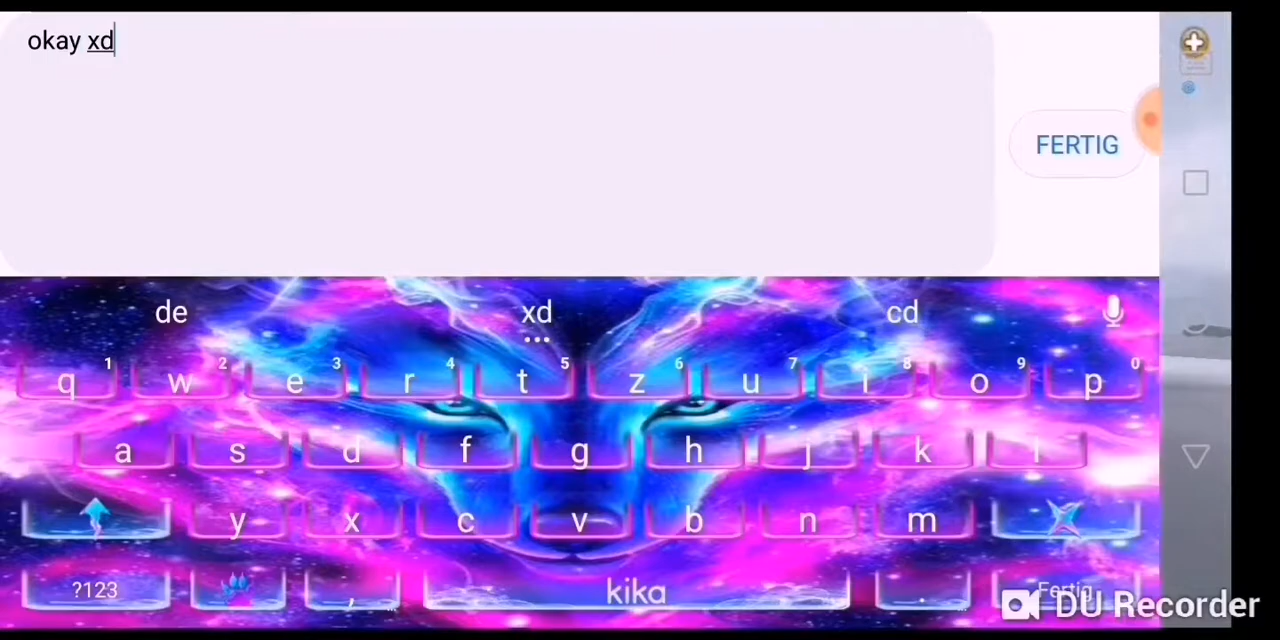 okay xd
FERTIG
de xd cd
1 2 3 4 5 6 7 8 9 0
q w e r t z u i o p
a s d f g h j k l
y x c v b n m
?123 , kika . Fertig
DU Recorder